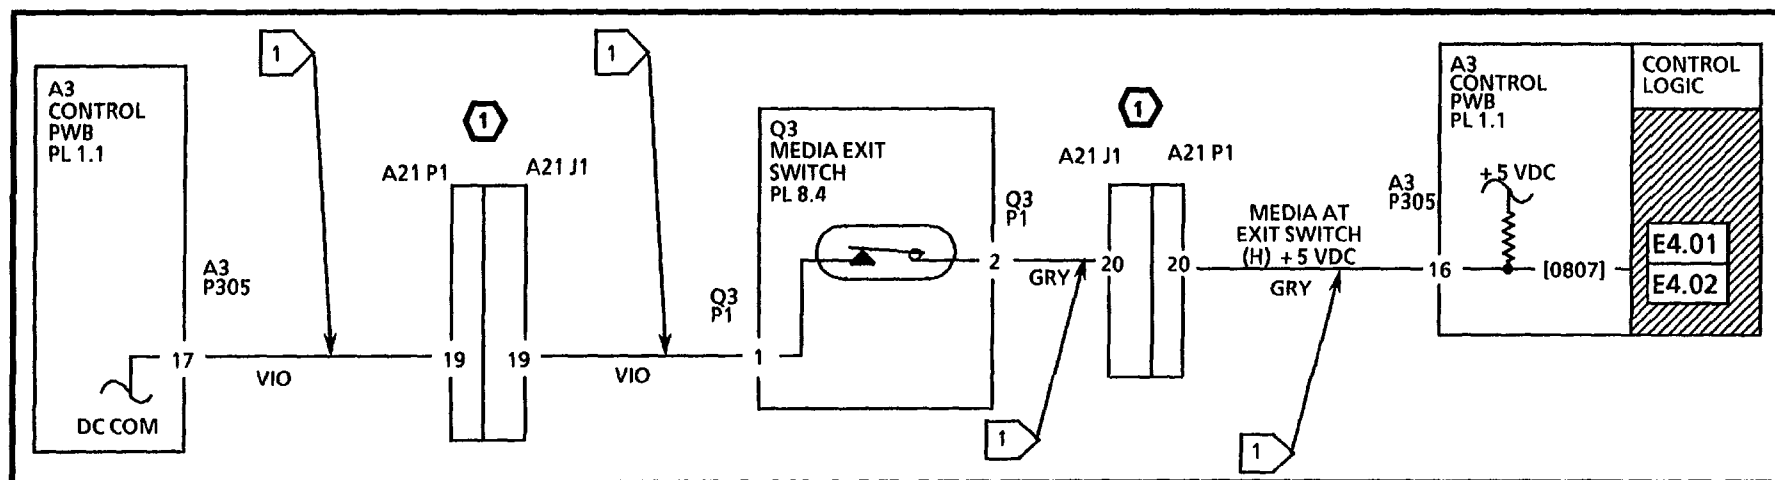 A3
CONTROL
PWB
PL 1.1
A3
P305
17
DC COM
VIO
1
1
A21 P1
A21 J1
19
19
1
VIO
Q3
P1
1
Q3
MEDIA EXIT
SWITCH
PL 8.4
2
Q3
P1
GRY
1
1
A21 J1
A21 P1
20
20
MEDIA AT
EXIT SWITCH
(H) +5 VDC
GRY
1
A3
P305
16
A3
CONTROL
PWB
PL 1.1
+5 VDC
[0807]
CONTROL
LOGIC
E4.01
E4.02